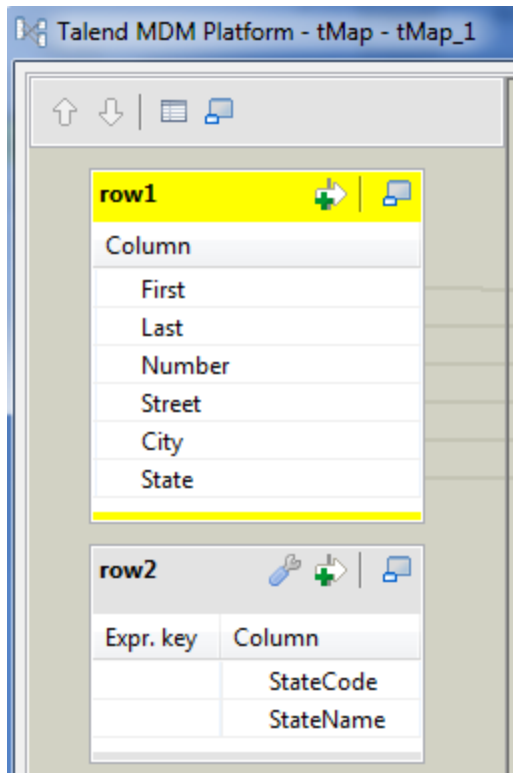 Talend MDM Platform - tMap - tMap_1
row1
Column
First
Last
Number
Street
City
State
row2
Expr. key Column
StateCode
StateName